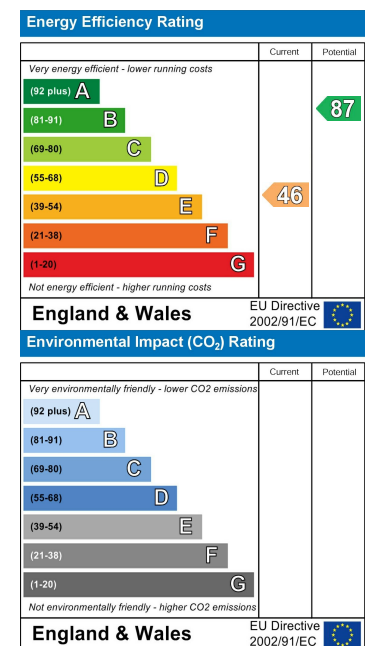 Energy Efficiency Rating
Current Potential
Very energy efficient - lower running costs
(92 plus) A
(81-91) B
87
(69-80) C
(55-68) D
(39-54) E
46
(21-38) F
(1-20) G
Not energy efficient - higher running costs
England & Wales
EU Directive
2002/91/EC
Environmental Impact (CO₂) Rating
Current Potential
Very environmentally friendly - lower CO2 emissions
(92 plus) A
(81-91) B
(69-80) C
(55-68) D
(39-54) E
(21-38) F
(1-20) G
Not environmentally friendly - higher CO2 emissions
England & Wales
EU Directive
2002/91/EC